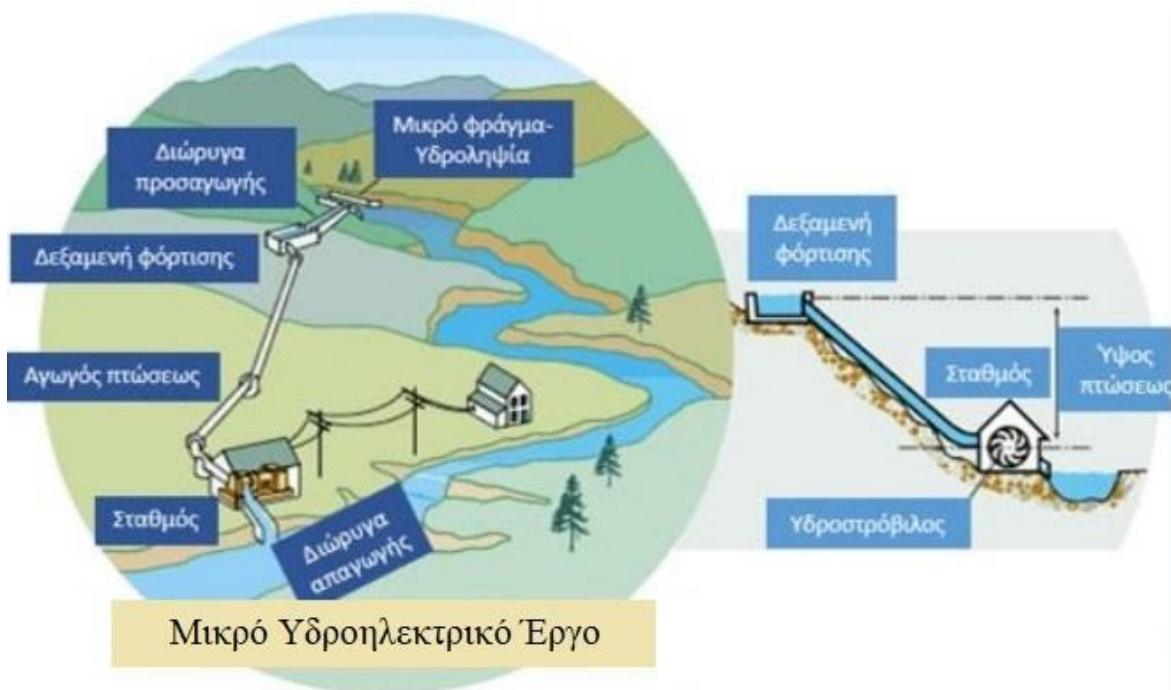 Μικρό φράγμα-
Υδροληψία
Διώρυγα
προσαγωγής
Δεξαμενή φόρτισης
Αγωγός πτώσεως
Σταθμός
Διώρυγα
απαγωγής
Μικρό Υδροηλεκτρικό Έργο
Δεξαμενή
φόρτισης
Σταθμός
Ύψος
πτώσεως
Υδροστρόβιλος